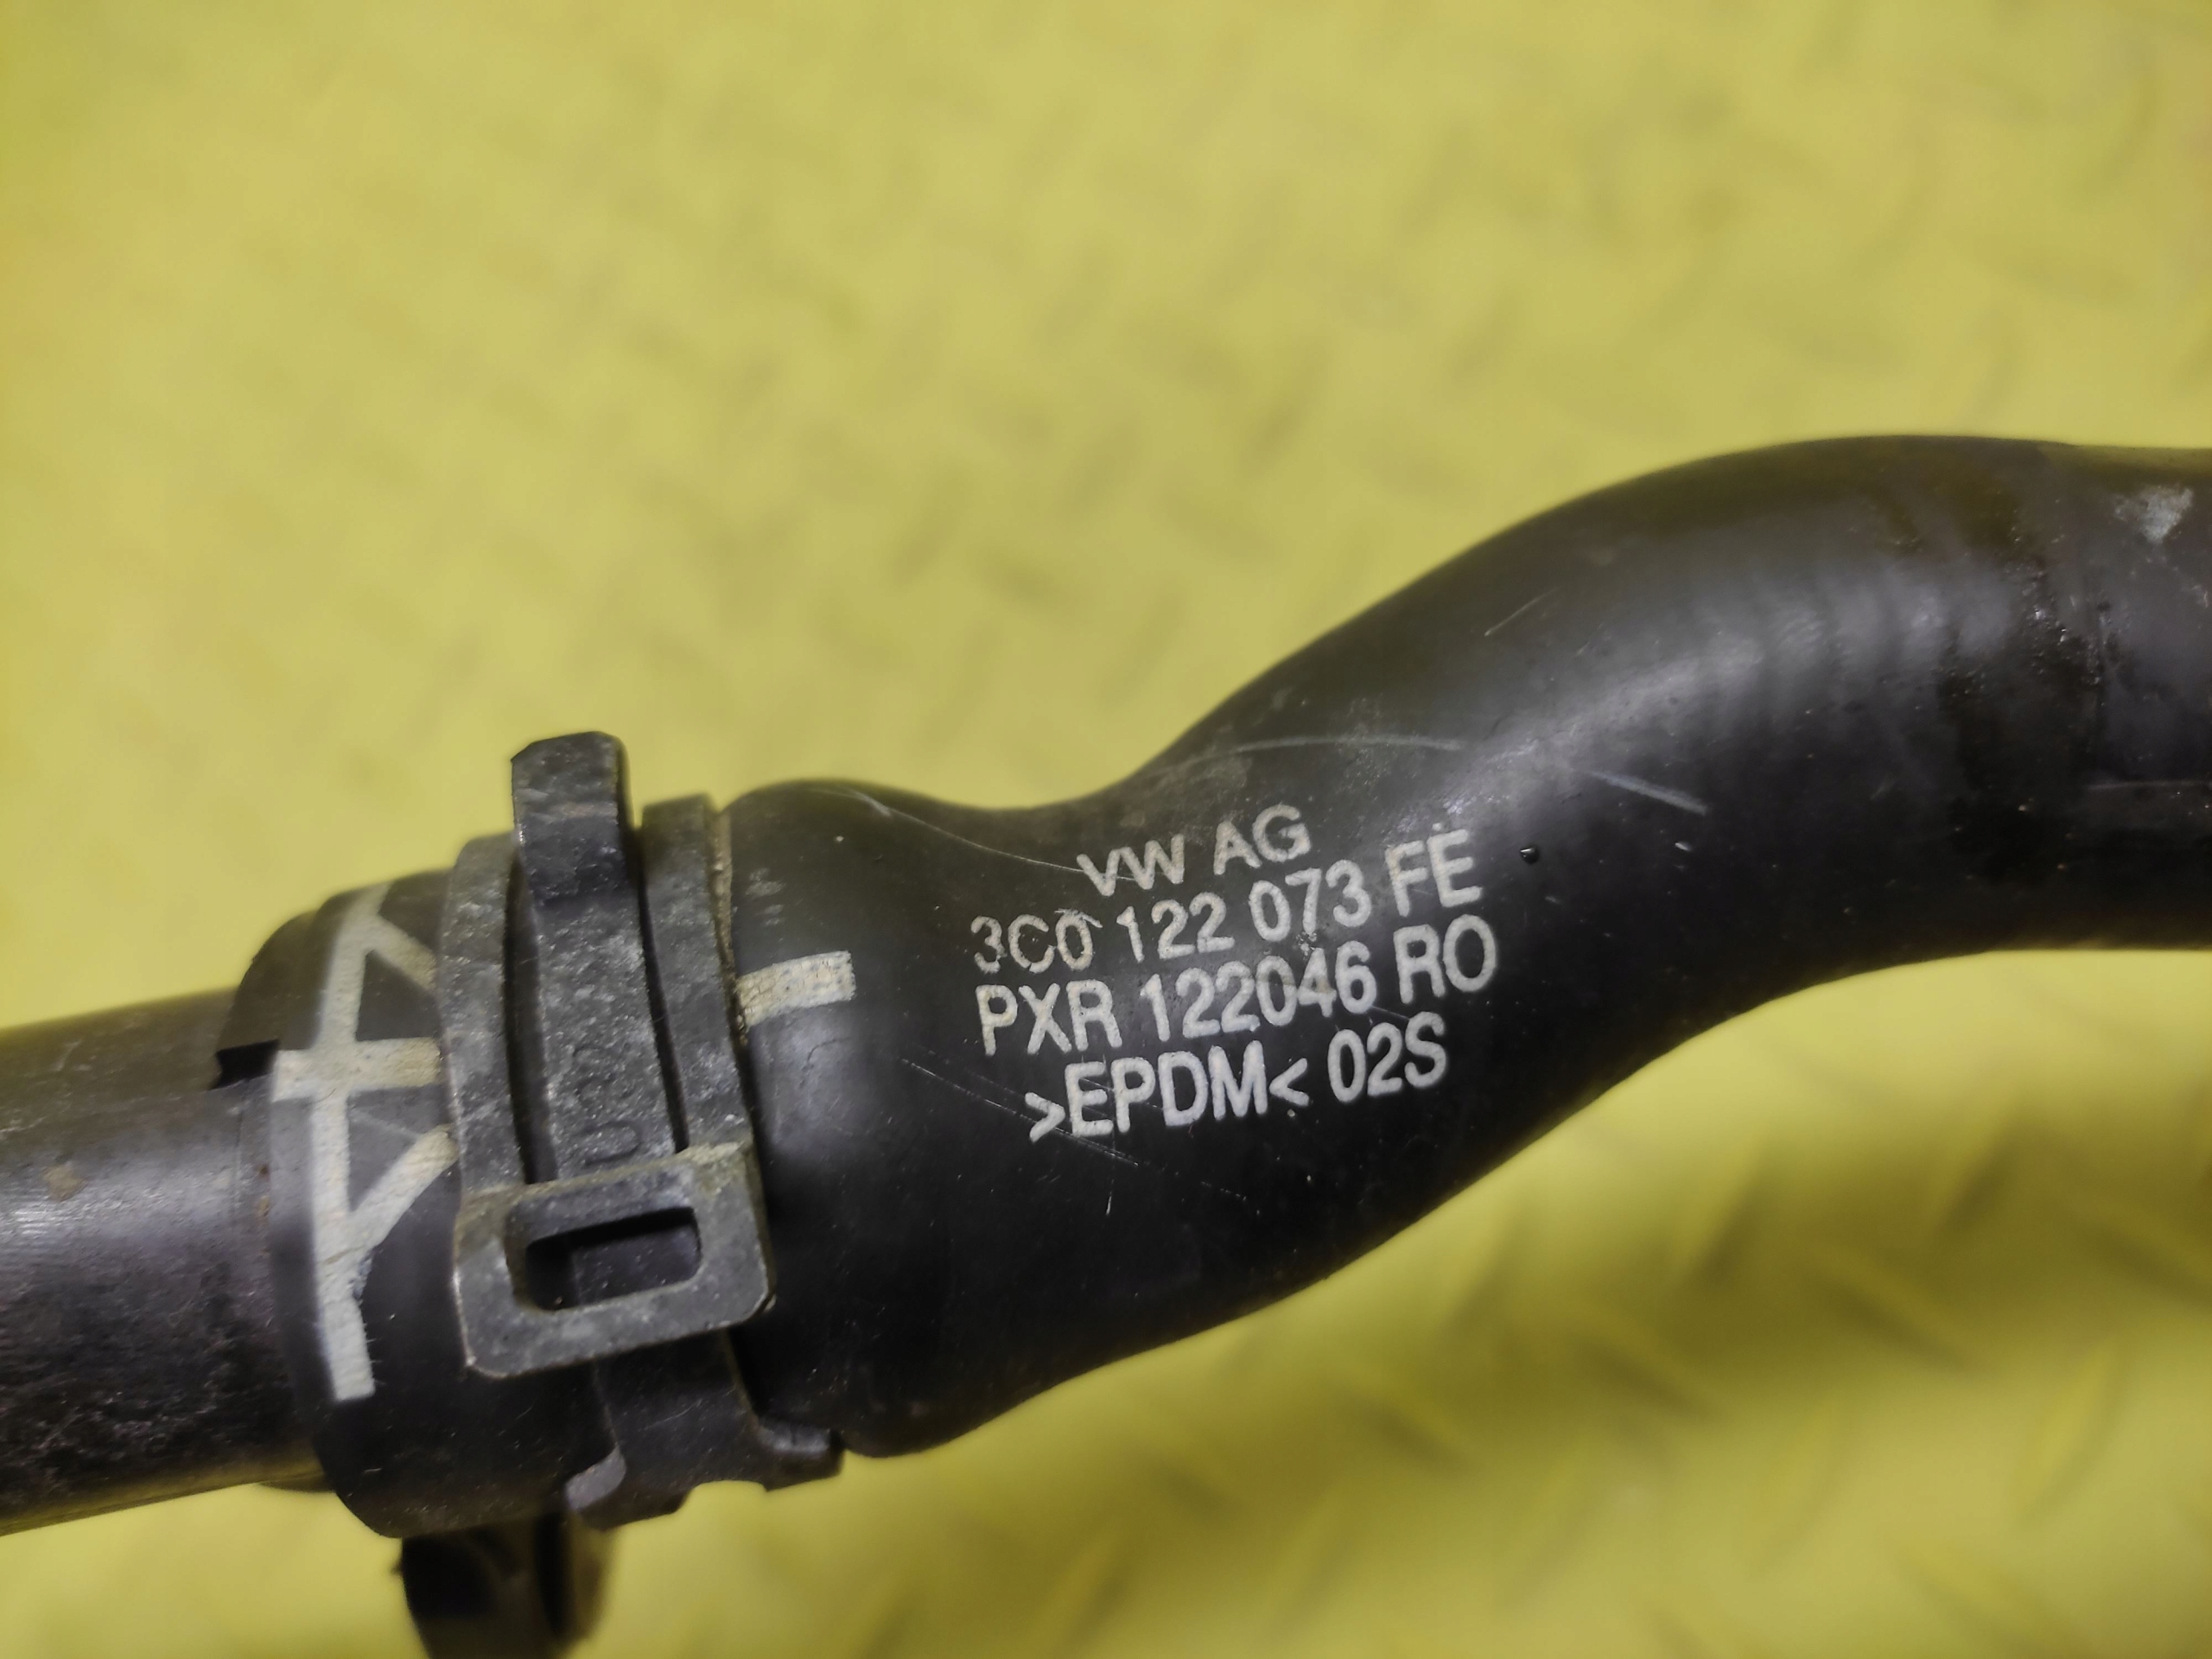 VW AG
3C0 122 073 FE
PXR 122046 RO
>EPDM< 02S